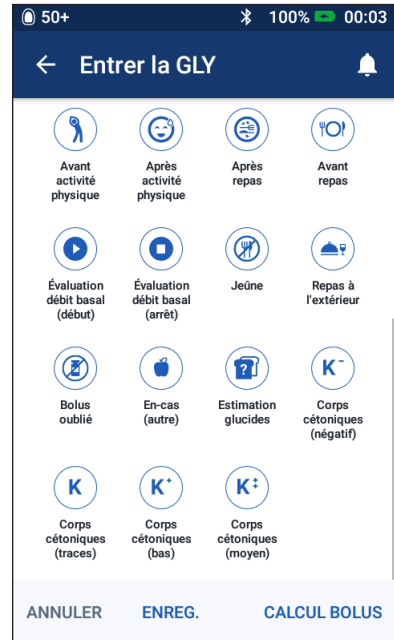 50+ 100% 00:03
Entrer la GLY
Avant activité physique
Après activité physique
Après repas
Avant repas
Évaluation débit basal (début)
Évaluation débit basal (arrêt)
Jeûne
Repas à l'extérieur
Bolus oublié
En-cas (autre)
?
Estimation glucides
K-
Corps cétoniques (négatif)
K
Corps cétoniques (traces)
K+
Corps cétoniques (bas)
K++
Corps cétoniques (moyen)
ANNULER ENREG. CALCUL BOLUS